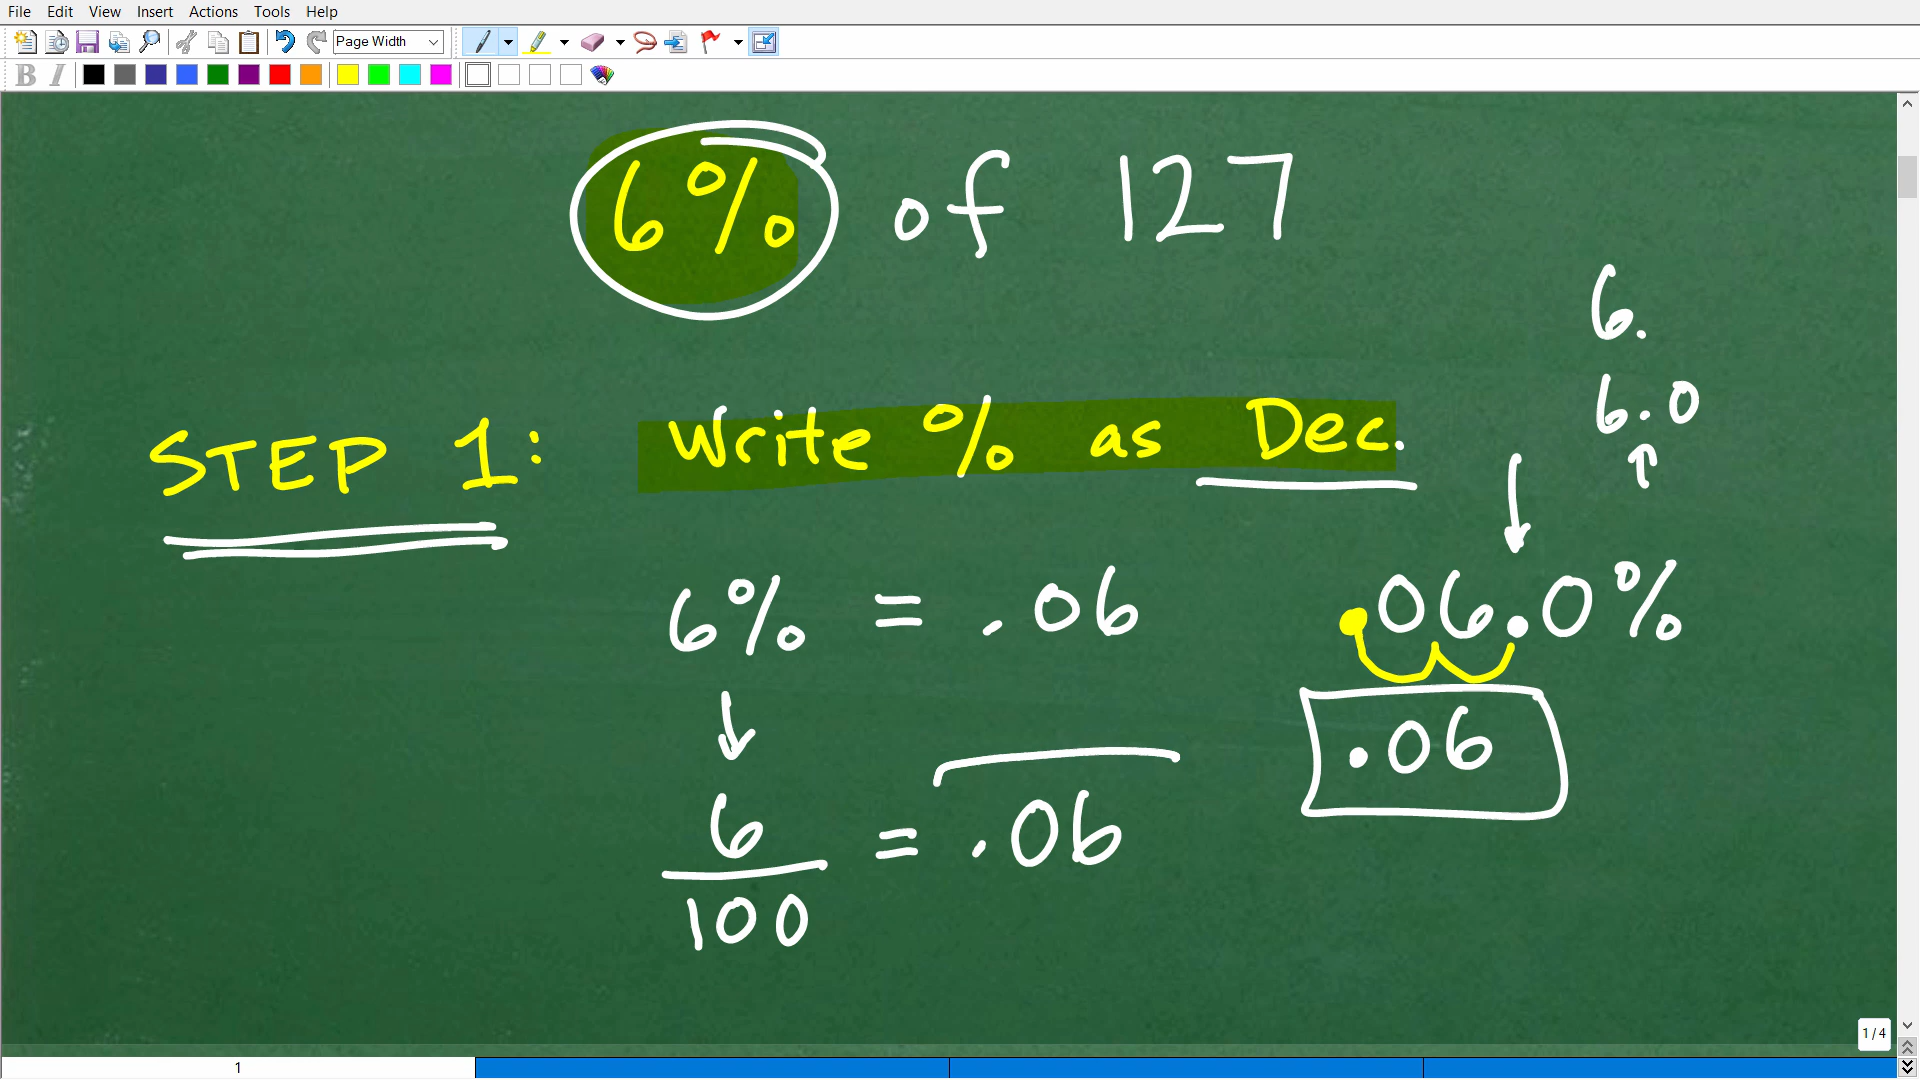 File Edit View Insert Actions Tools Help
Page Width
B I
6% of 127
6.
6.0
STEP 1: Write % as Dec.
6% = .06
.06.0%
.06
6
100
= .06
1 / 4
1